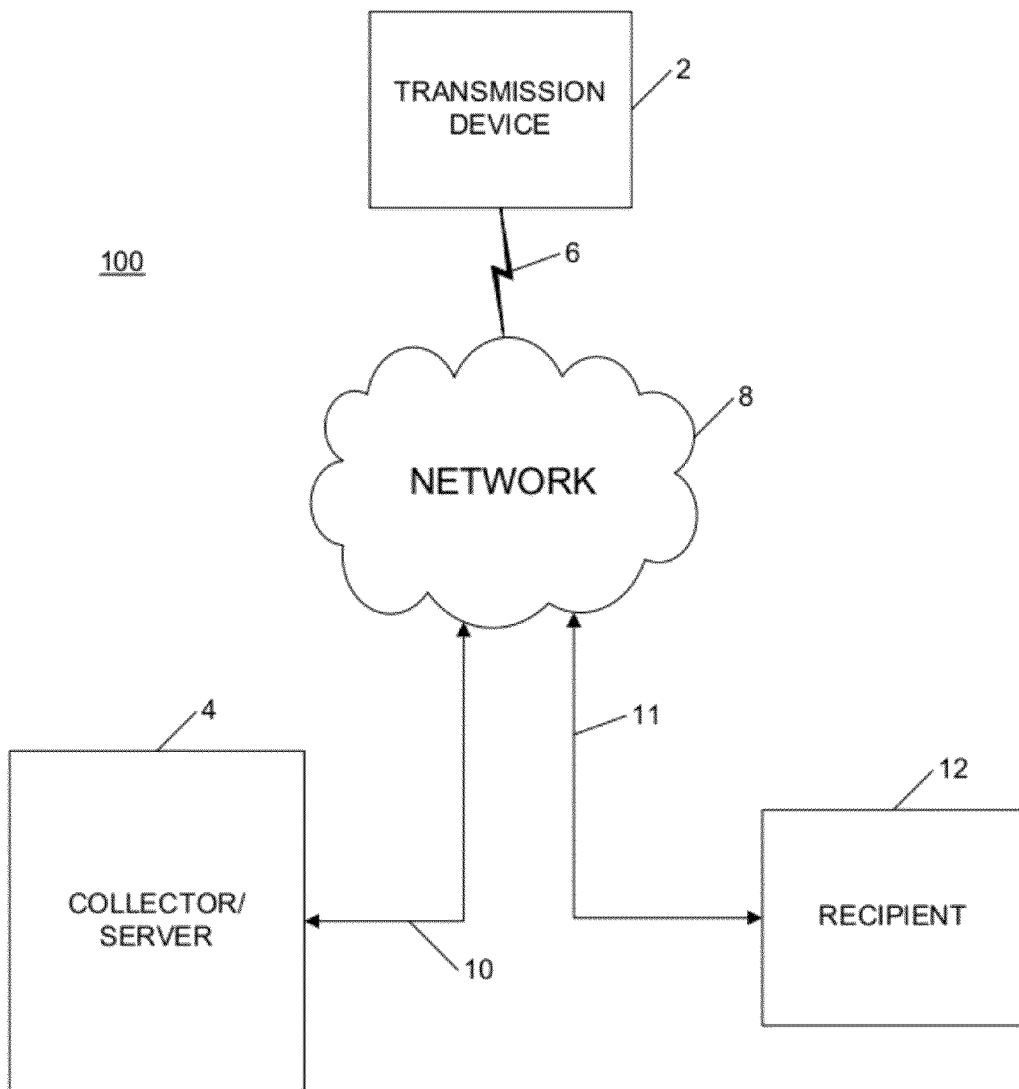 TRANSMISSION
DEVICE
2
100
6
8
NETWORK
4
11
12
COLLECTOR/
SERVER
RECIPIENT
10